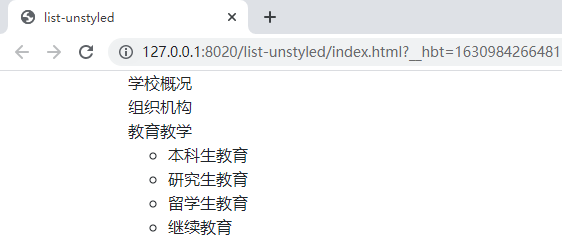 list-unstyled
127.0.0.1:8020/list-unstyled/index.html?__hbt=1630984266481
学校概况
组织机构
教育教学
本科生教育
研究生教育
留学生教育
继续教育